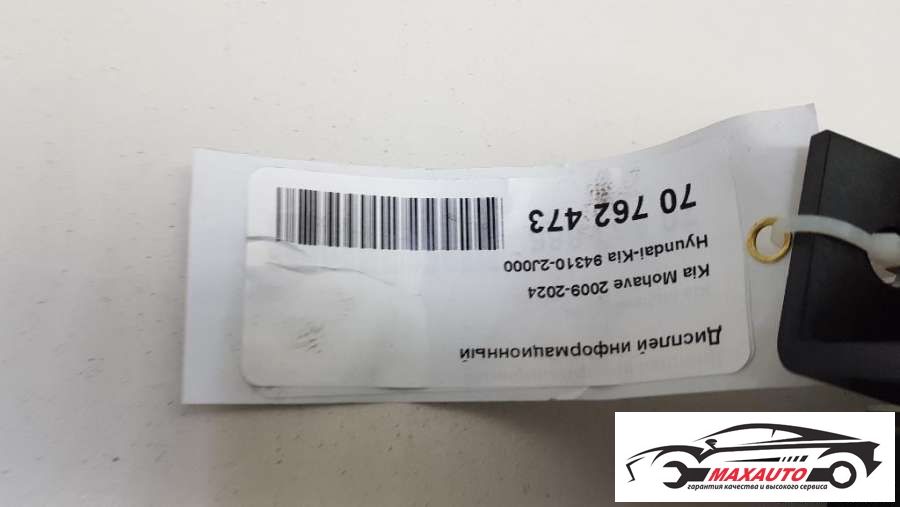 Дисплей информационный
Kia Mohave 2009-2024
Hyundai-Kia 94310-2J000
70 762 473
MAXAUTO
гарантия качества и высокого сервиса